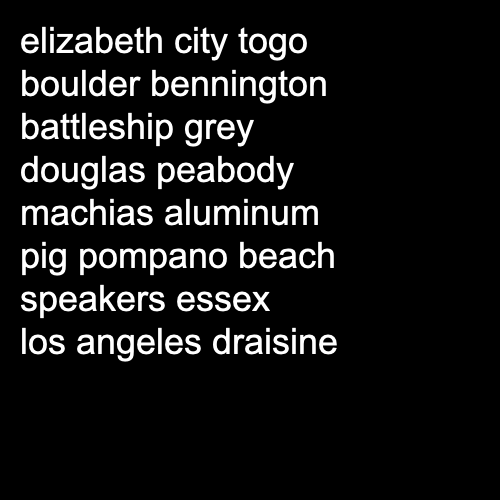 elizabeth city togo
boulder bennington
battleship grey
douglas peabody
machias aluminum
pig pompano beach
speakers essex
los angeles draisine